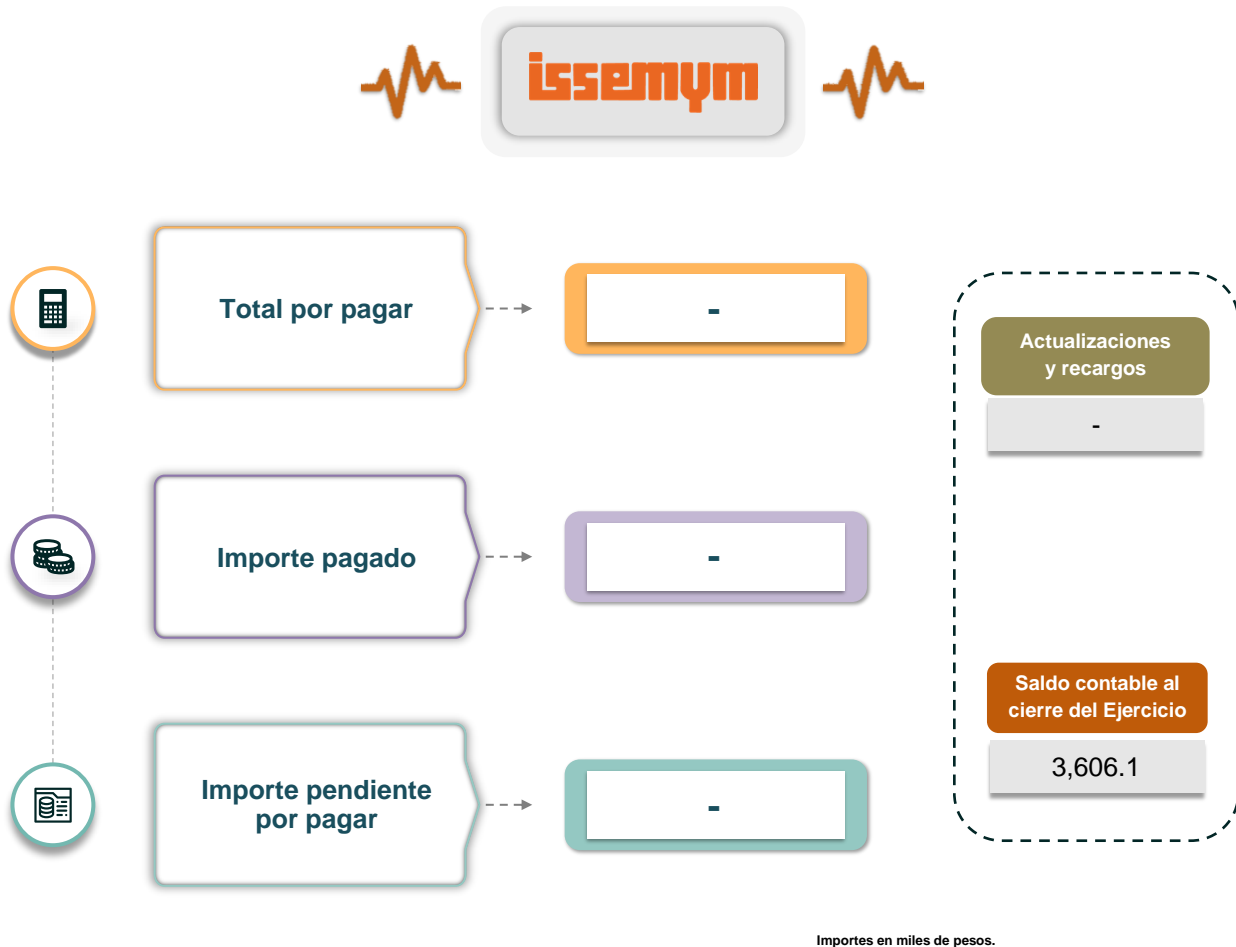 issemym
Total por pagar
-
Actualizaciones
y recargos
-
Importe pagado
-
Saldo contable al
cierre del Ejercicio
3,606.1
Importe pendiente
por pagar
-
Importes en miles de pesos.